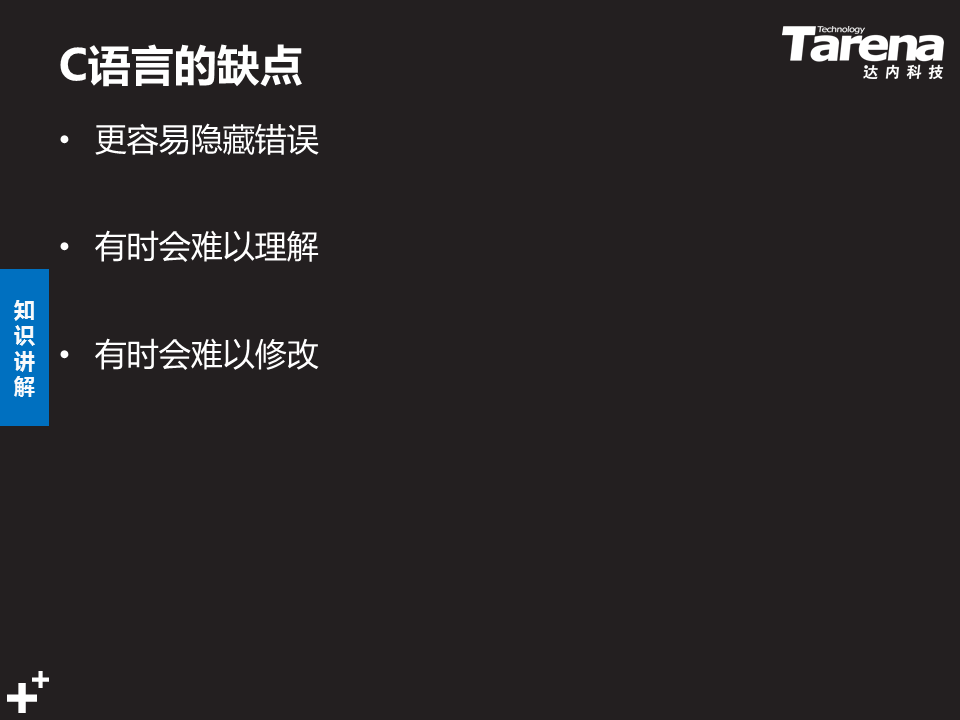 C语言的缺点
Technology
Tarena
达内科技
• 更容易隐藏错误
• 有时会难以理解
• 有时会难以修改
知
识
讲
解